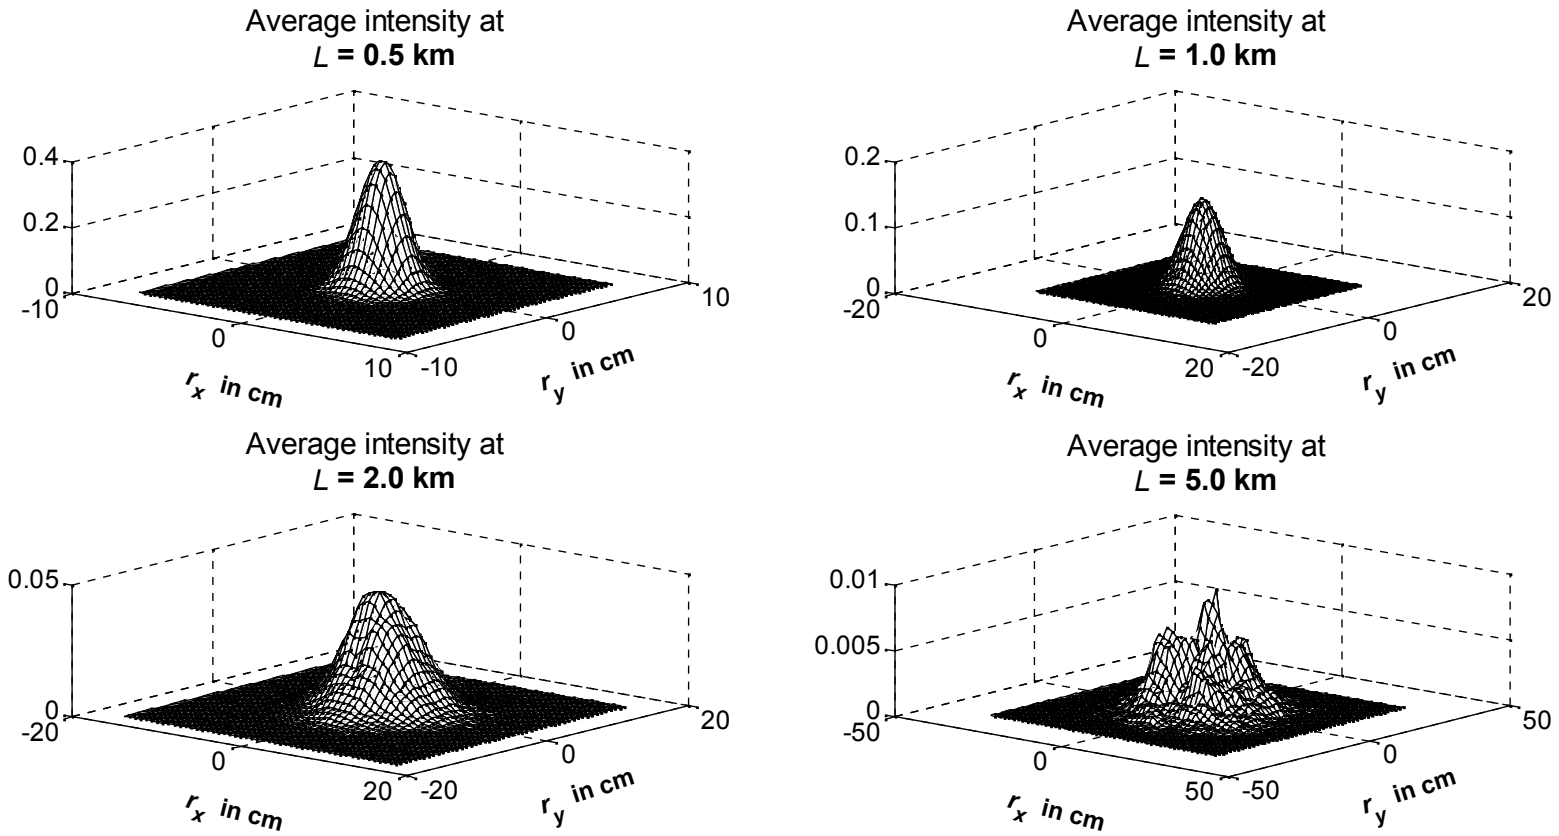 Average intensity at
L = 0.5 km
0.4
0.2
0
-10
0
10
-10
0
10
r_x in cm
r_y in cm
Average intensity at
L = 1.0 km
0.2
0.1
0
-20
0
20
-20
0
20
r_x in cm
r_y in cm
Average intensity at
L = 2.0 km
0.05
0
-20
0
20
-20
0
20
r_x in cm
r_y in cm
Average intensity at
L = 5.0 km
0.01
0.005
0
-50
0
50
-50
0
50
r_x in cm
r_y in cm